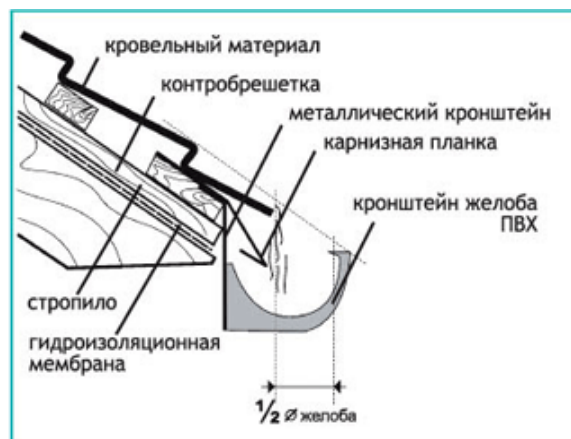 кровельный материал
контробрешетка
металлический кронштейн
карнизная планка
кронштейн желоба
ПВХ
стропило
гидроизоляционная
мембрана
1/2 Ø желоба